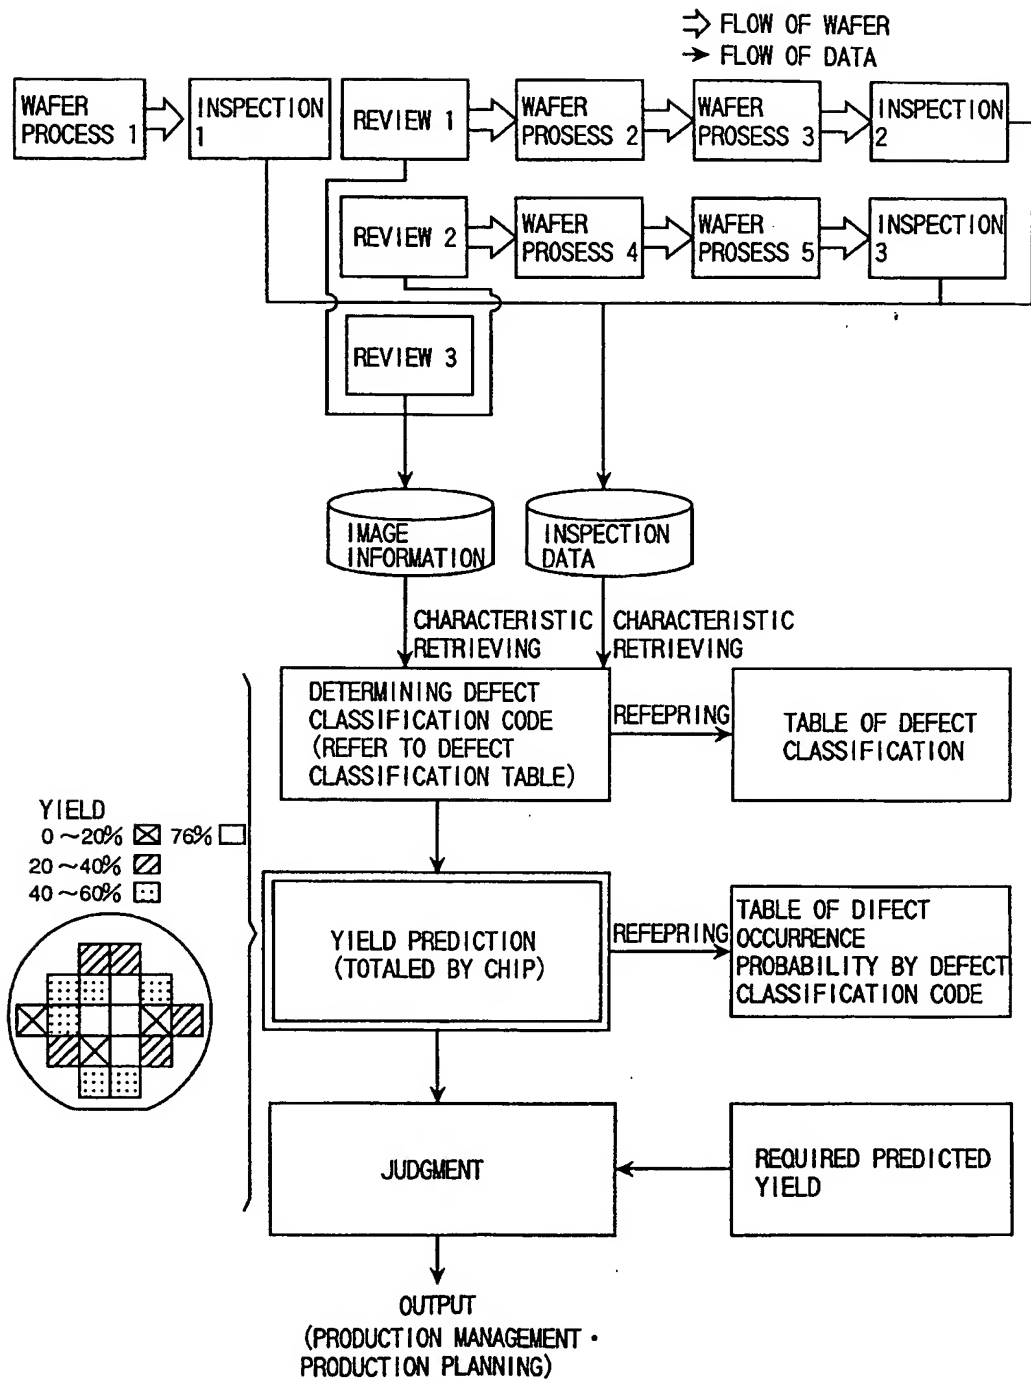 FLOW OF WAFER
FLOW OF DATA
WAFER
PROCESS 1
INSPECTION
1
REVIEW 1
WAFER
PROSESS 2
WAFER
PROSESS 3
INSPECTION
2
REVIEW 2
WAFER
PROSESS 4
WAFER
PROSESS 5
INSPECTION
3
REVIEW 3
IMAGE
INFORMATION
INSPECTION
DATA
CHARACTERISTIC
RETRIEVING
CHARACTERISTIC
RETRIEVING
DETERMINING DEFECT
CLASSIFICATION CODE
(REFER TO DEFECT
CLASSIFICATION TABLE)
REFEPRING
TABLE OF DEFECT
CLASSIFICATION
YIELD
0~20% 76%
20~40%
40~60%
YIELD PREDICTION
(TOTALED BY CHIP)
REFEPRING
TABLE OF DIFECT
OCCURRENCE
PROBABILITY BY DEFECT
CLASSIFICATION CODE
JUDGMENT
REQUIRED PREDICTED
YIELD
OUTPUT
(PRODUCTION MANAGEMENT・
PRODUCTION PLANNING)